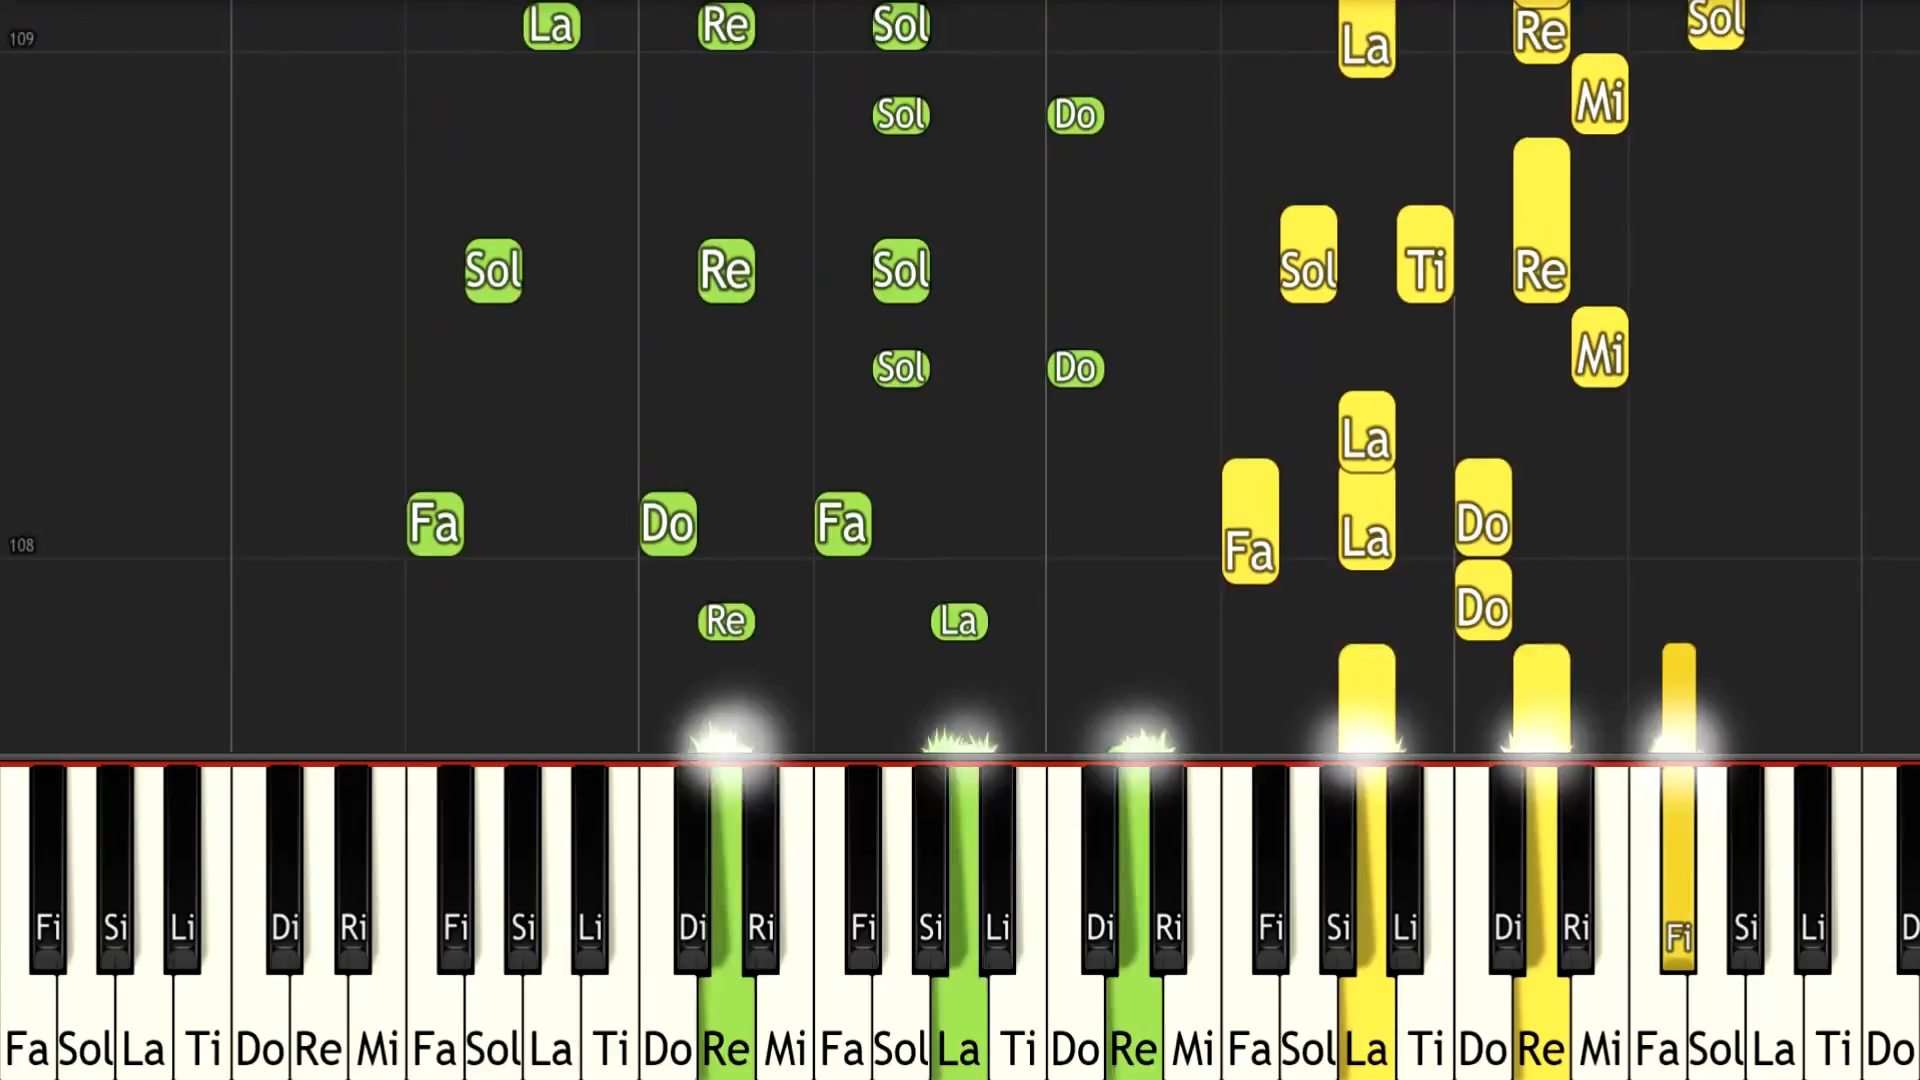 La Re Sol La Re Sol
109
Mi
Sol Do
Sol Re Sol Sol Ti Re
Mi
Sol Do
La
Fa Do Fa La Do
108 Fa
Re La Do
Fi Si Li Di Ri Fi Si Li Di Ri Fi Si Li Di Ri Fi Si Li Di Ri Fi Si Li D
Fa Sol La Ti Do Re Mi Fa Sol La Ti Do Re Mi Fa Sol La Ti Do Re Mi Fa Sol La Ti Do Re Mi Fa Sol La Ti Do